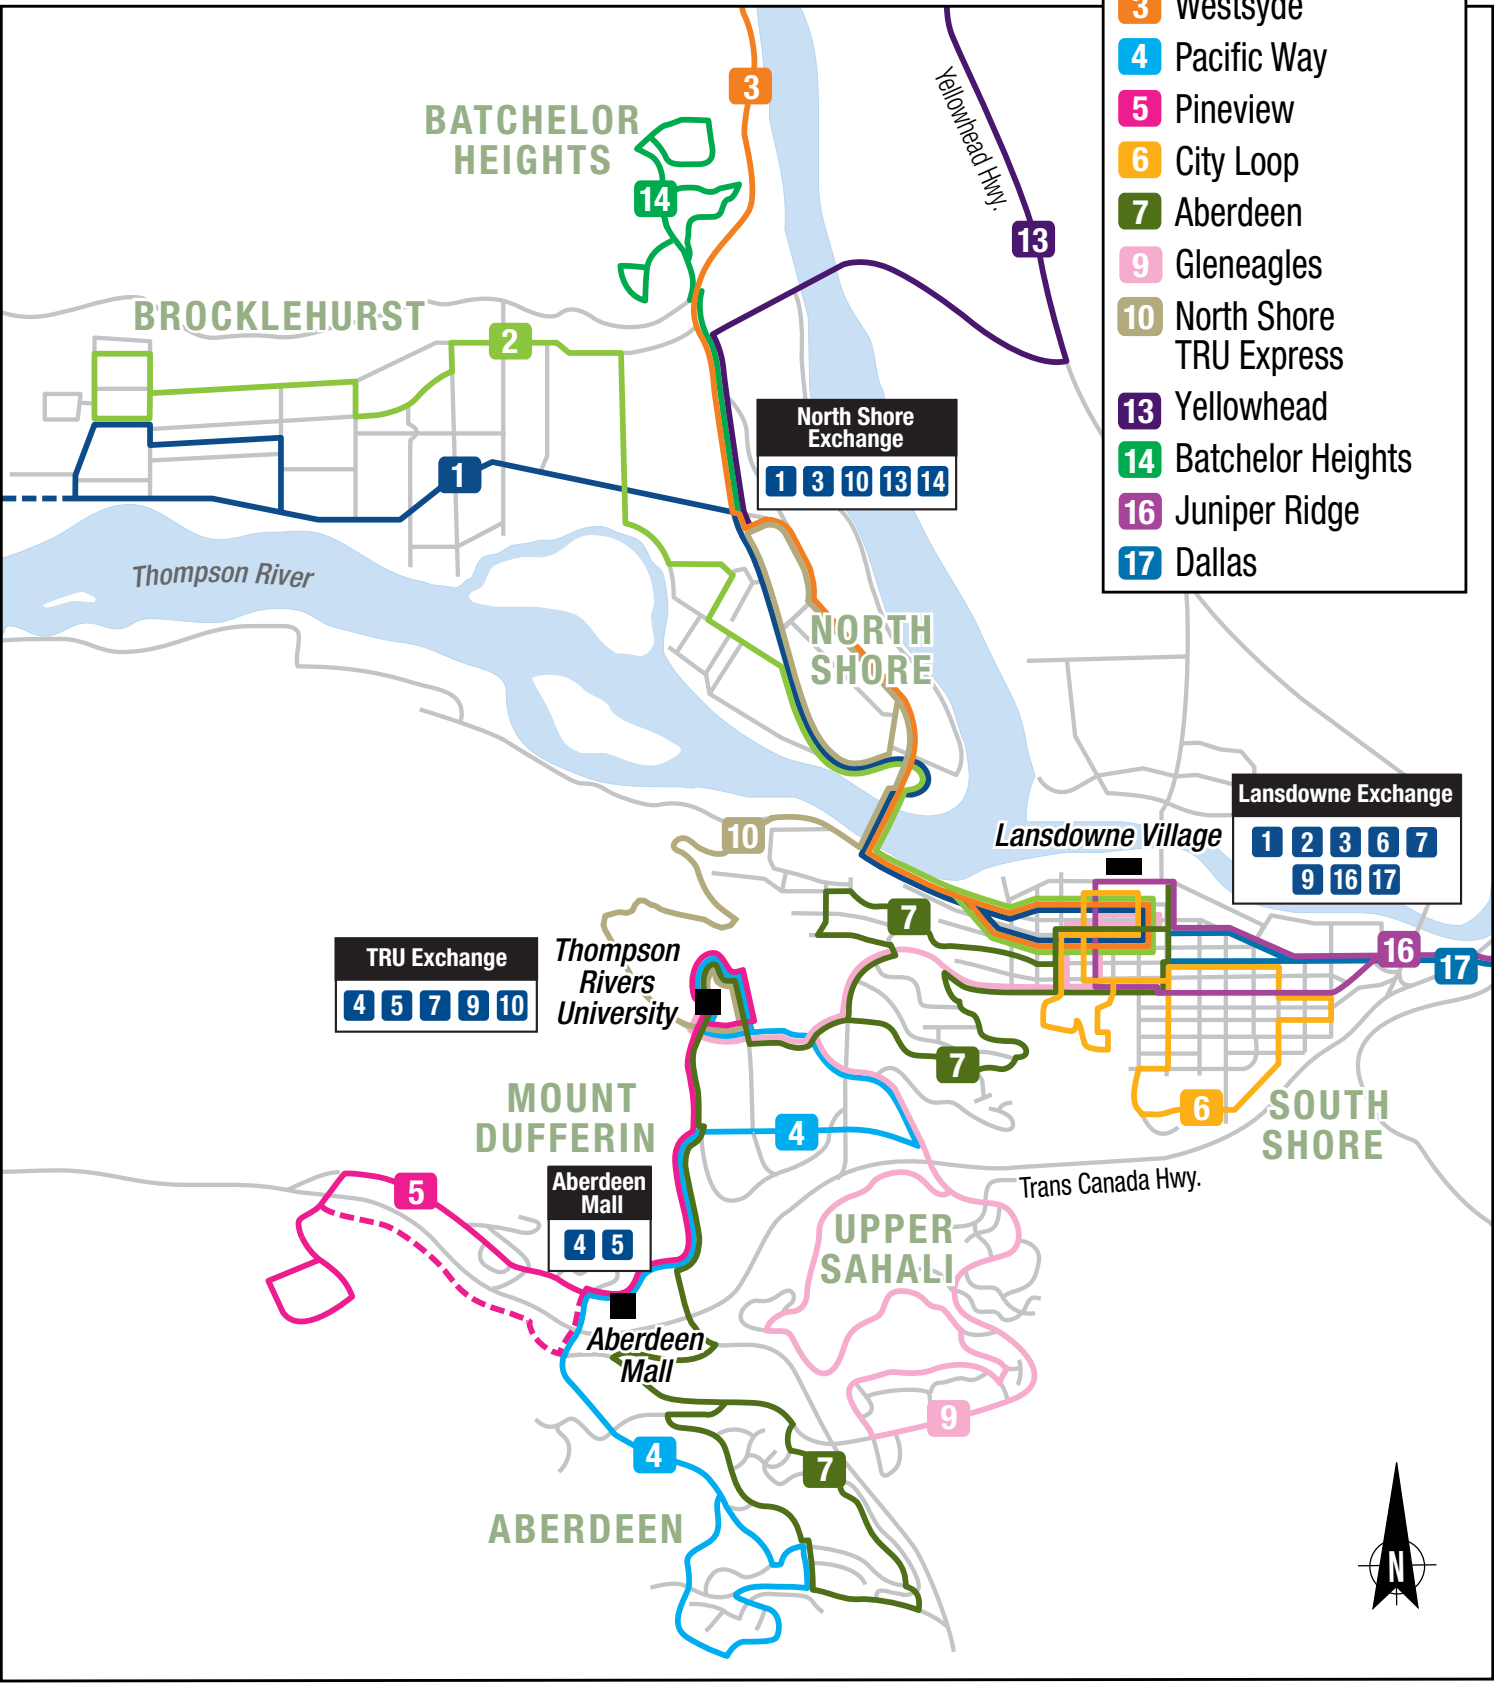 3 Westsyde
4 Pacific Way
5 Pineview
6 City Loop
7 Aberdeen
9 Gleneagles
10 North Shore
TRU Express
13 Yellowhead
14 Batchelor Heights
16 Juniper Ridge
17 Dallas
3
Yellowhead Hwy.
BATCHELOR
HEIGHTS
14
13
BROCKLEHURST
2
North Shore
Exchange
1 3 10 13 14
1
Thompson River
NORTH
SHORE
Lansdowne Exchange
1 2 3 6 7
9 16 17
10
Lansdowne Village
7
TRU Exchange
4 5 7 9 10
Thompson
Rivers
University
16
17
7
MOUNT
DUFFERIN
4
6
SOUTH
SHORE
Trans Canada Hwy.
5
Aberdeen
Mall
4 5
UPPER
SAHALI
Aberdeen
Mall
9
4
7
ABERDEEN
N